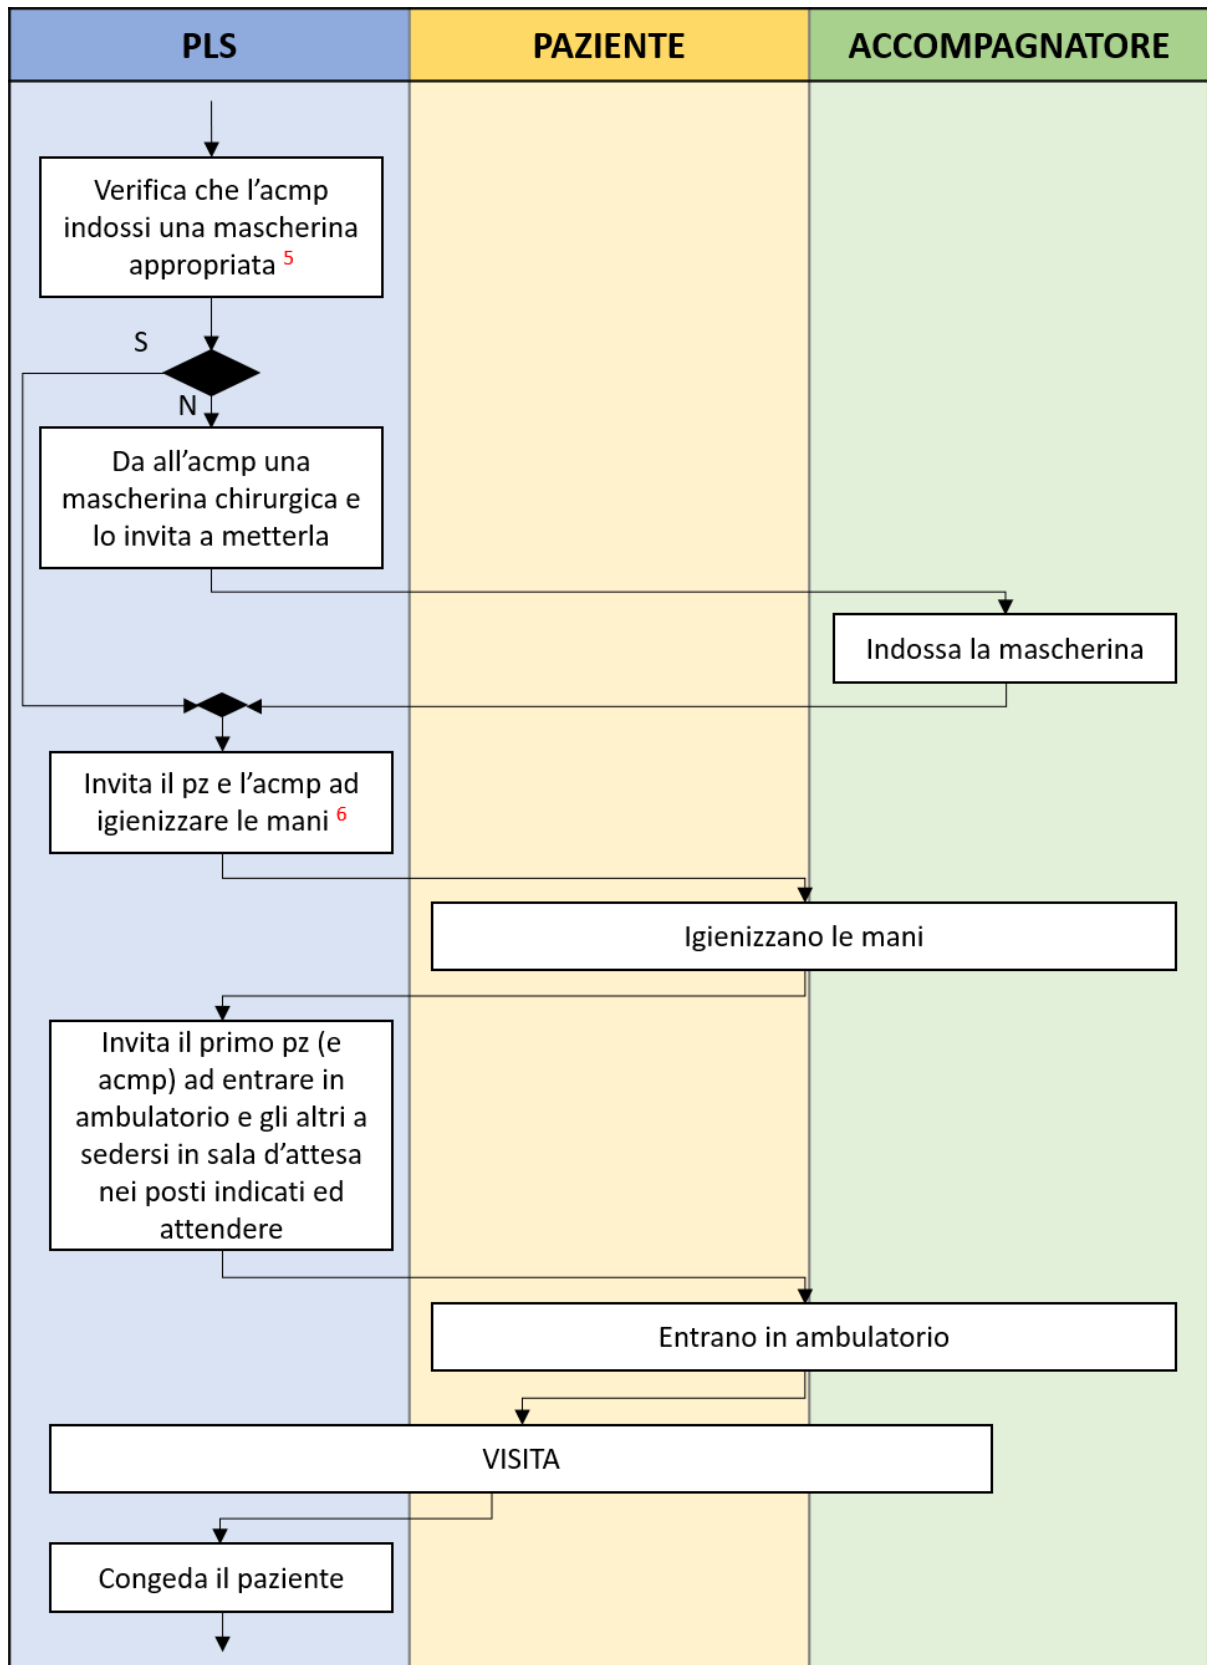 PLS
PAZIENTE
ACCOMPAGNATORE
Verifica che l'acmp
indossi una mascherina
appropriata 5
S
N
Da all'acmp una
mascherina chirurgica e
lo invita a metterla
Indossa la mascherina
Invita il pz e l'acmp ad
igienizzare le mani 6
Igienizzano le mani
Invita il primo pz (e
acmp) ad entrare in
ambulatorio e gli altri a
sedersi in sala d'attesa
nei posti indicati ed
attendere
Entrano in ambulatorio
VISITA
Congeda il paziente